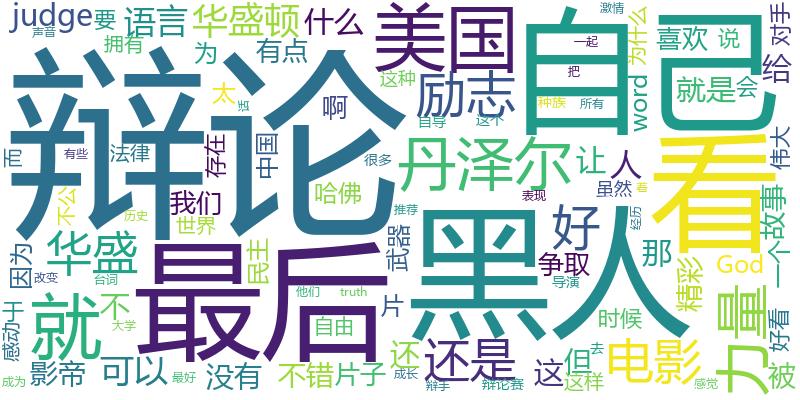 judge
要
语言
华盛顿
什么
美国
自己
激情
为什么
对手
声音
拥有
为
有点
这种
一起
喜欢
说
给
把
太
啊
励志
种族
所有
word
就是
会
辩论
话
而
有些
法律
存在
中国
自导
这个
丹泽尔
让
人
看
伟大
不公
我们
哈佛
很多
虽然
表现
着
历史
世界
推荐
黑人
好
经历
故事
因为
华盛
民主
武器
那
精彩
God
一个
改变
台词
最后
争取
导演
感动于
就
不
他们
truth
片
时候
力量
好看
大学
自由
还
还是
这
但
去
电影
被
影帝
可以
没有
不错
片子
这样
成为
最好
成长
辩手
辩论赛
感觉